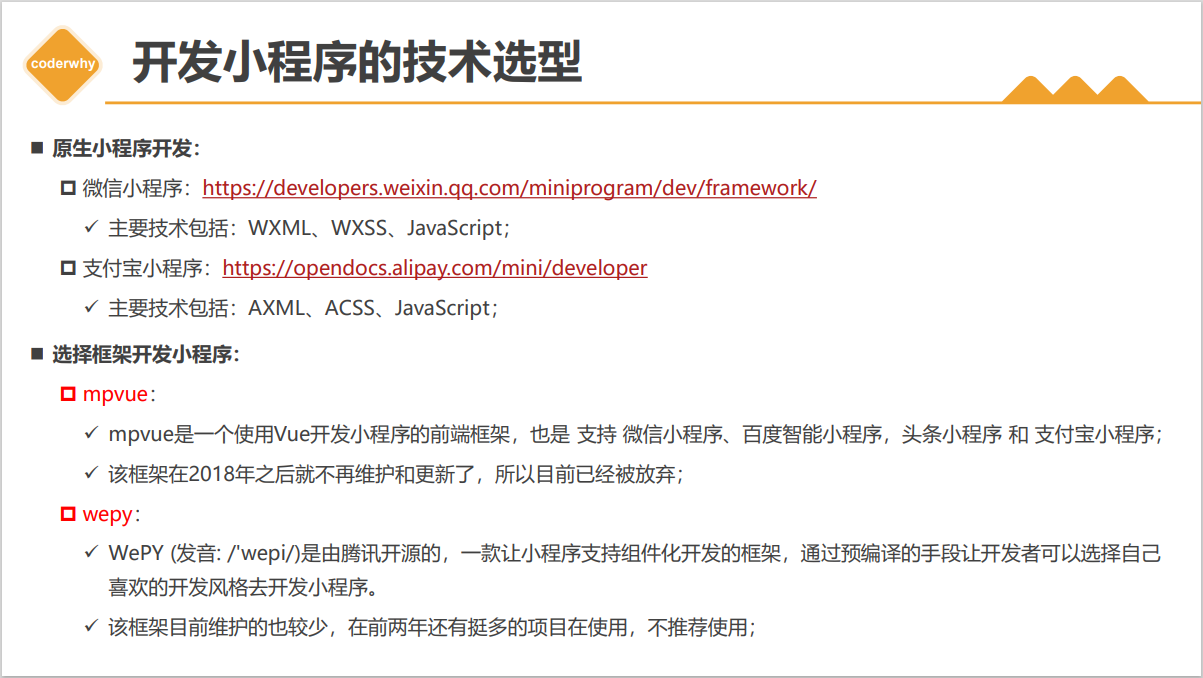 coderwhy
开发小程序的技术选型
原生小程序开发：
微信小程序：https://developers.weixin.qq.com/miniprogram/dev/framework/
主要技术包括：WXML、WXSS、JavaScript；
支付宝小程序：https://opendocs.alipay.com/mini/developer
主要技术包括：AXML、ACSS、JavaScript；
选择框架开发小程序：
mpvue：
mpvue是一个使用Vue开发小程序的前端框架，也是 支持 微信小程序、百度智能小程序，头条小程序 和 支付宝小程序；
该框架在2018年之后就不再维护和更新了，所以目前已经被放弃；
wepy：
WePY (发音: /'wepi/)是由腾讯开源的，一款让小程序支持组件化开发的框架，通过预编译的手段让开发者可以选择自己
喜欢的开发风格去开发小程序。
该框架目前维护的也较少，在前两年还有挺多的项目在使用，不推荐使用；